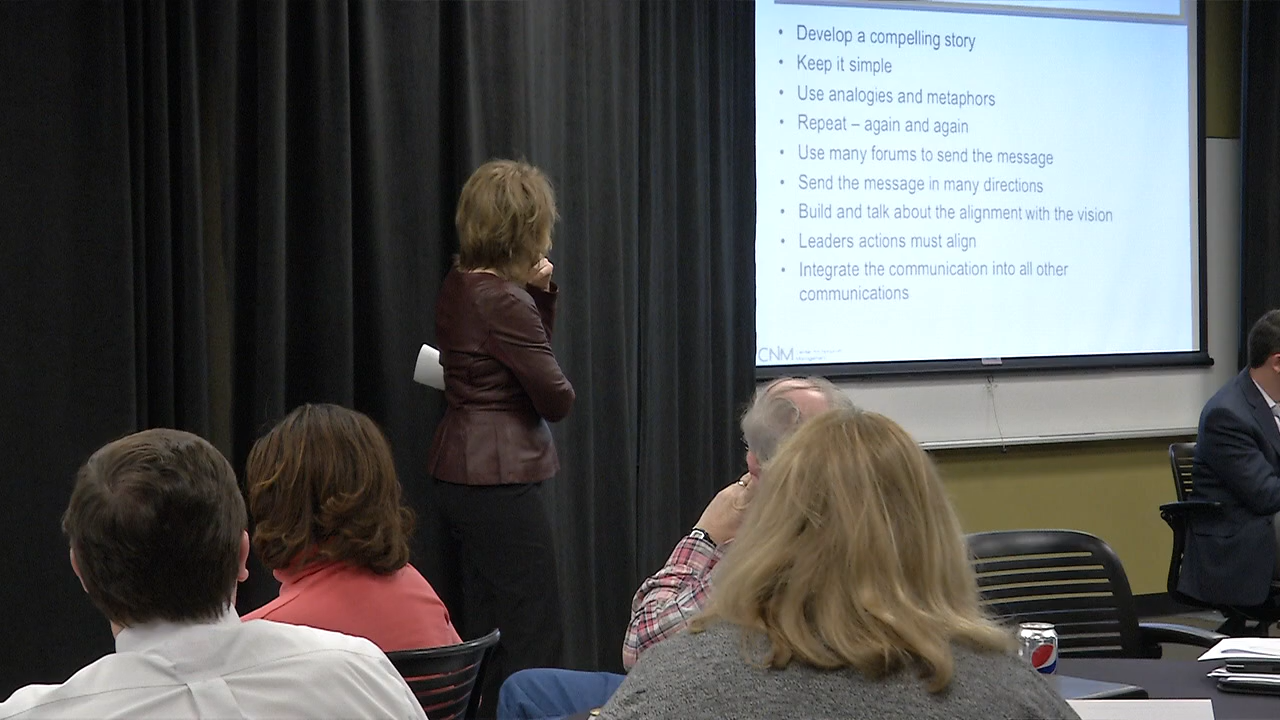 • Develop a compelling story
• Keep it simple
• Use analogies and metaphors
• Repeat – again and again
• Use many forums to send the message
• Send the message in many directions
• Build and talk about the alignment with the vision
• Leaders actions must align
• Integrate the communication into all other
communications
CNM